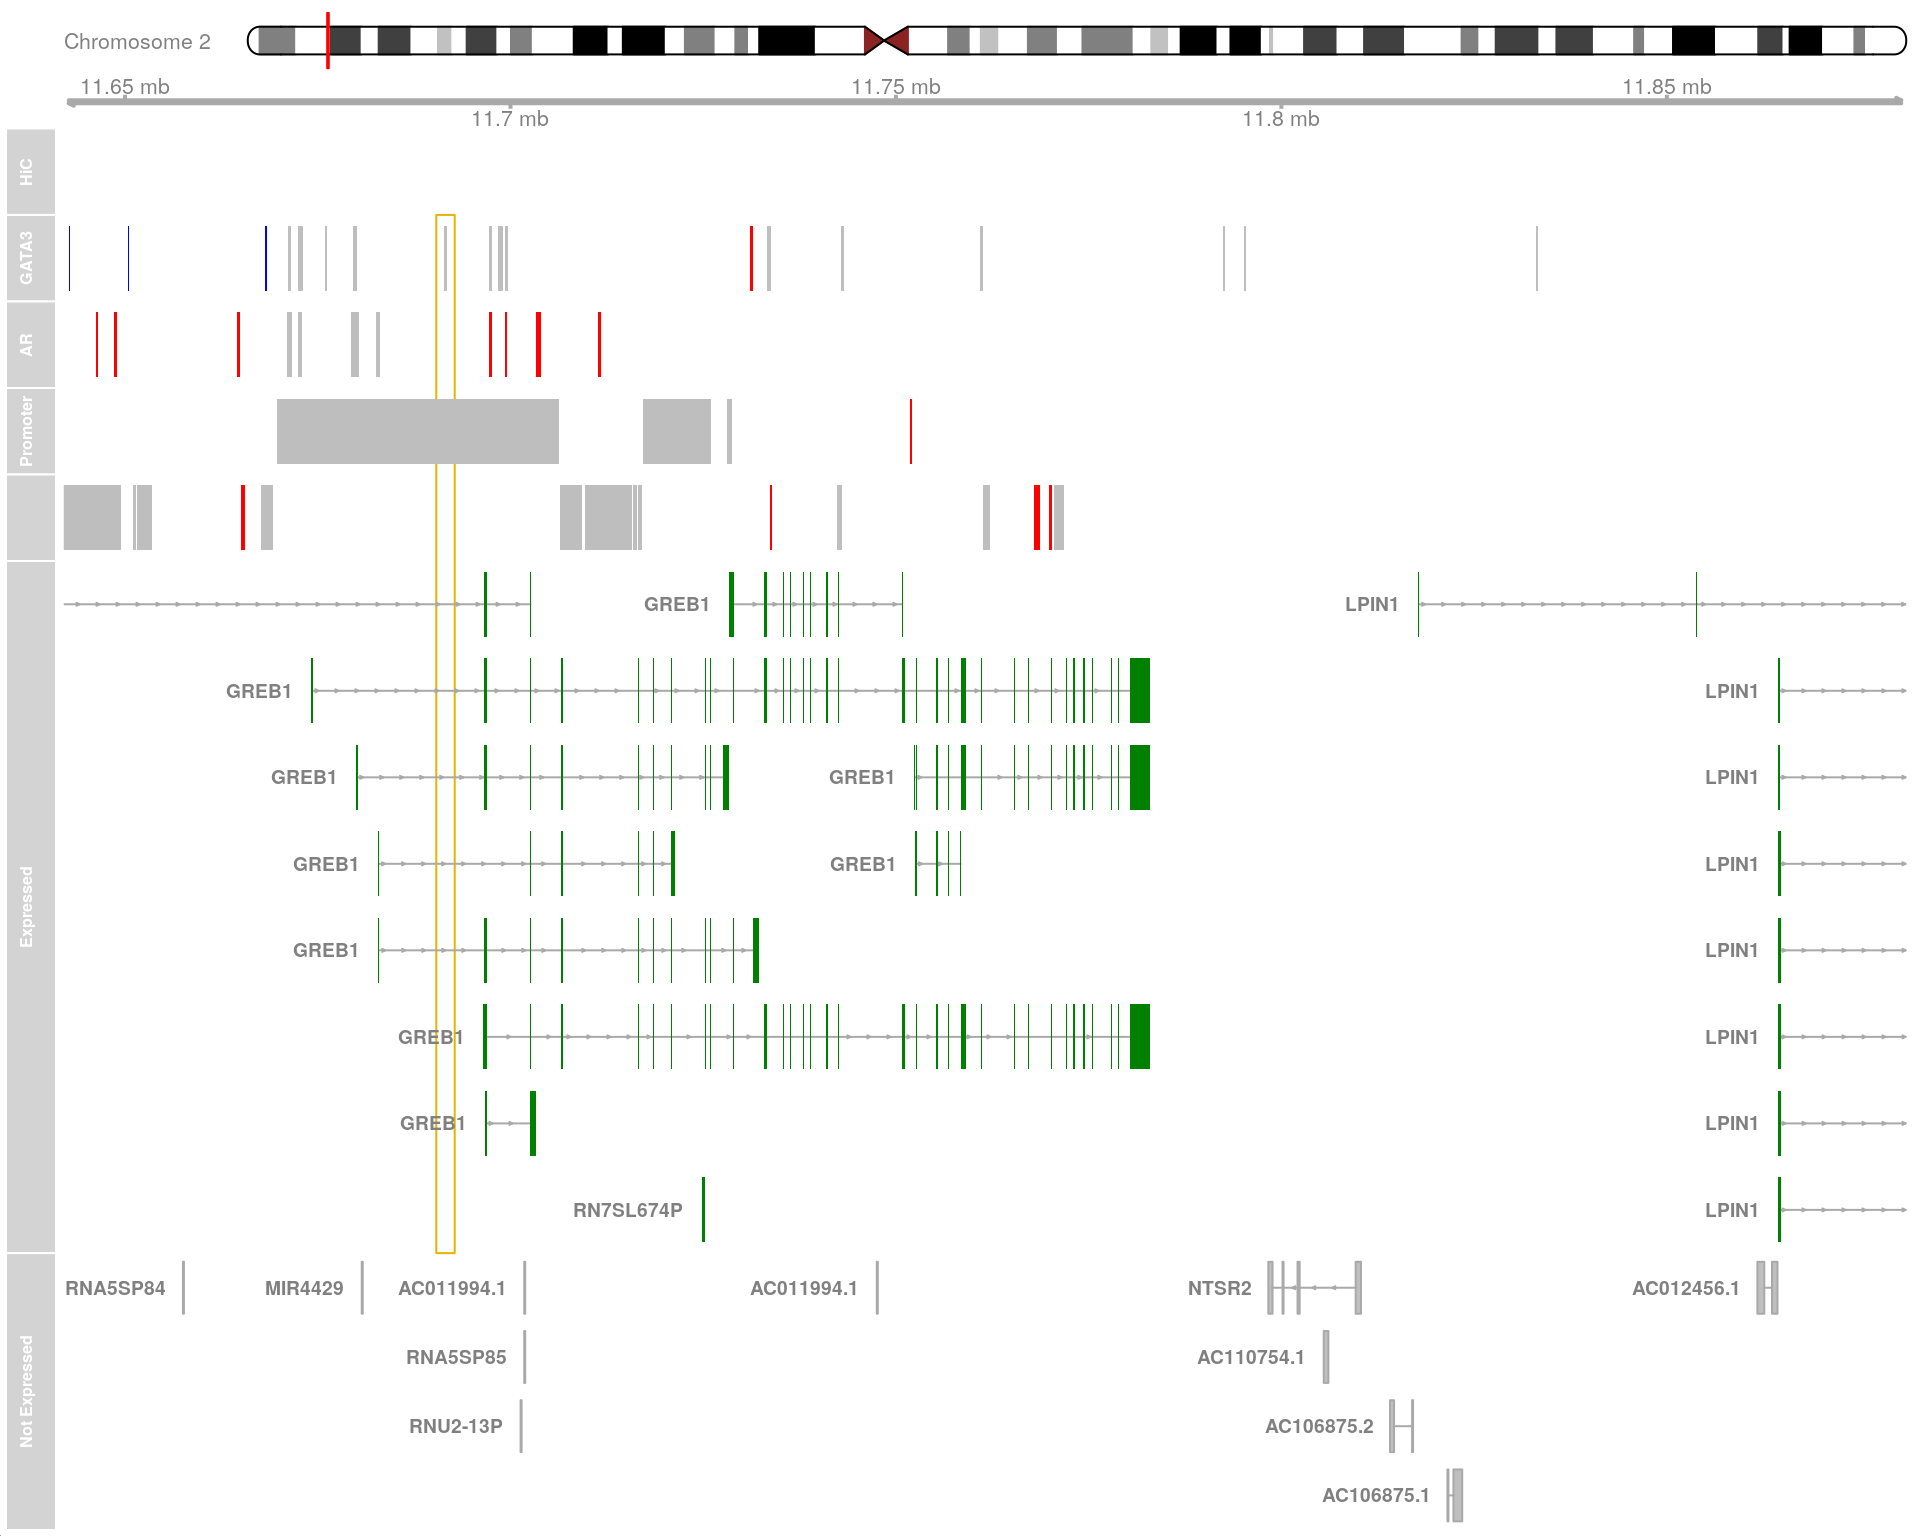 Chromosome 2
11.65 mb 11.75 mb 11.85 mb
11.7 mb 11.8 mb
HiC
GATA3
AR
Promoter
Expressed
GREB1 LPIN1
GREB1 LPIN1
GREB1 GREB1 LPIN1
GREB1 GREB1 LPIN1
GREB1 LPIN1
GREB1 LPIN1
GREB1 LPIN1
RN7SL674P LPIN1
Not Expressed
RNA5SP84 MIR4429 AC011994.1 AC011994.1 NTSR2 AC012456.1
RNA5SP85 AC110754.1
RNU2-13P AC106875.2
AC106875.1